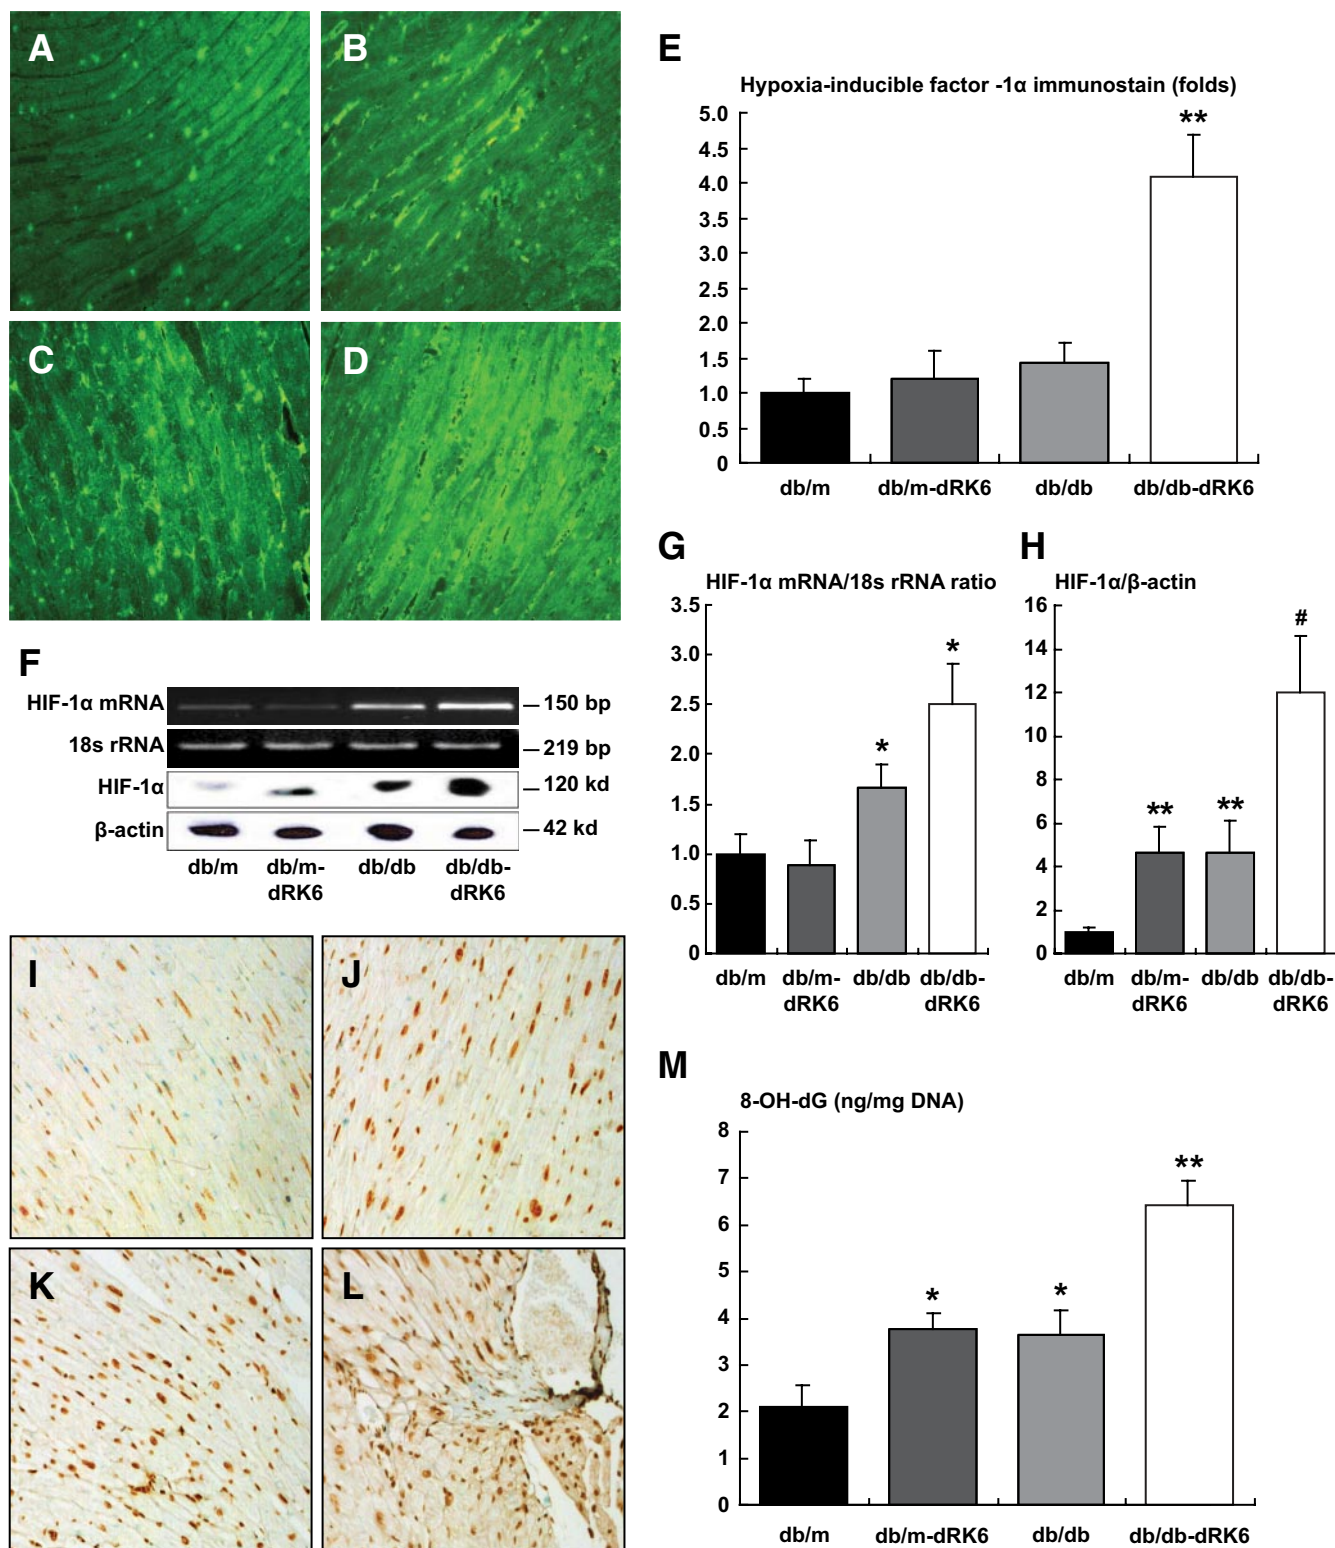 A
B
C
D
E
Hypoxia-inducible factor -1α immunostain (folds)
5.0
4.5
4.0
3.5
3.0
2.5
2.0
1.5
1.0
0.5
0
**
db/m
db/m-dRK6
db/db
db/db-dRK6
F
HIF-1α mRNA
150 bp
18s rRNA
219 bp
HIF-1α
120 kd
β-actin
42 kd
db/m
db/m-
dRK6
db/db
db/db-
dRK6
G
HIF-1α mRNA/18s rRNA ratio
3.5
3.0
2.5
2.0
1.5
1.0
0.5
0
*
*
db/m
db/m-
dRK6
db/db
db/db-
dRK6
H
HIF-1α/β-actin
16
14
12
10
8
6
4
2
0
**
**
#
db/m
db/m-
dRK6
db/db
db/db-
dRK6
I
J
K
L
M
8-OH-dG (ng/mg DNA)
8
7
6
5
4
3
2
1
0
*
*
**
db/m
db/m-dRK6
db/db
db/db-dRK6